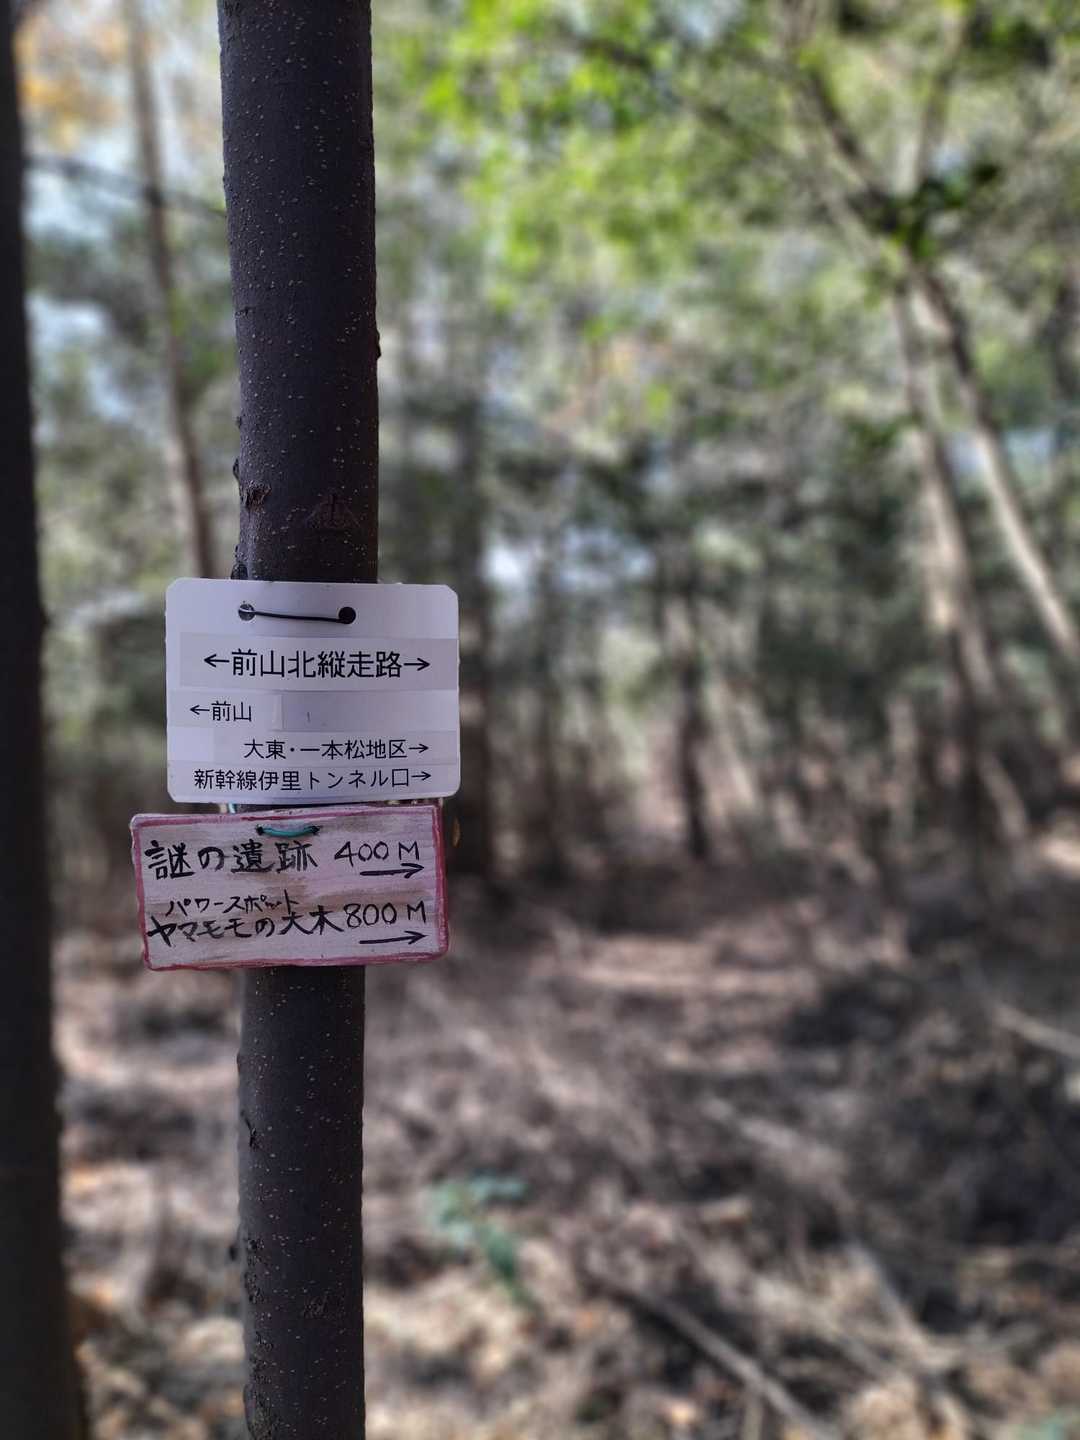 ←前山北縦走路→
←前山
大東・一本松地区→
新幹線伊里トンネル口→
謎の遺跡 400M →
パワースポット
ヤマモモの大木 800M →